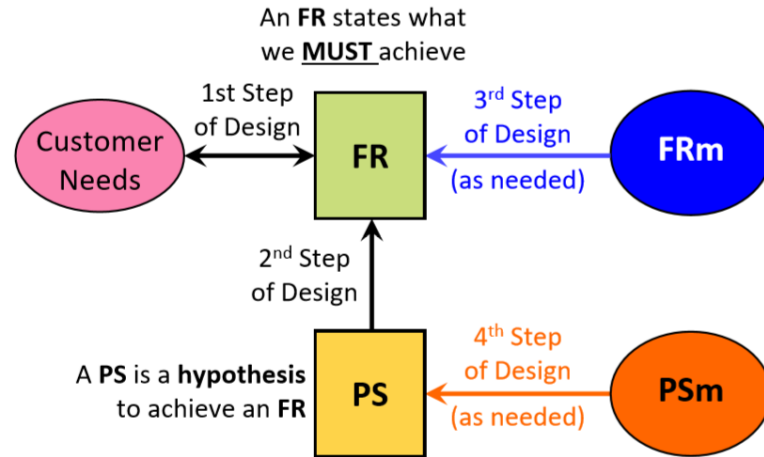 An FR states what
we MUST achieve
1st Step
of Design
Customer
Needs
FR
3rd Step
of Design
(as needed)
FRm
2nd Step
of Design
A PS is a hypothesis
to achieve an FR
PS
4th Step
of Design
(as needed)
PSm